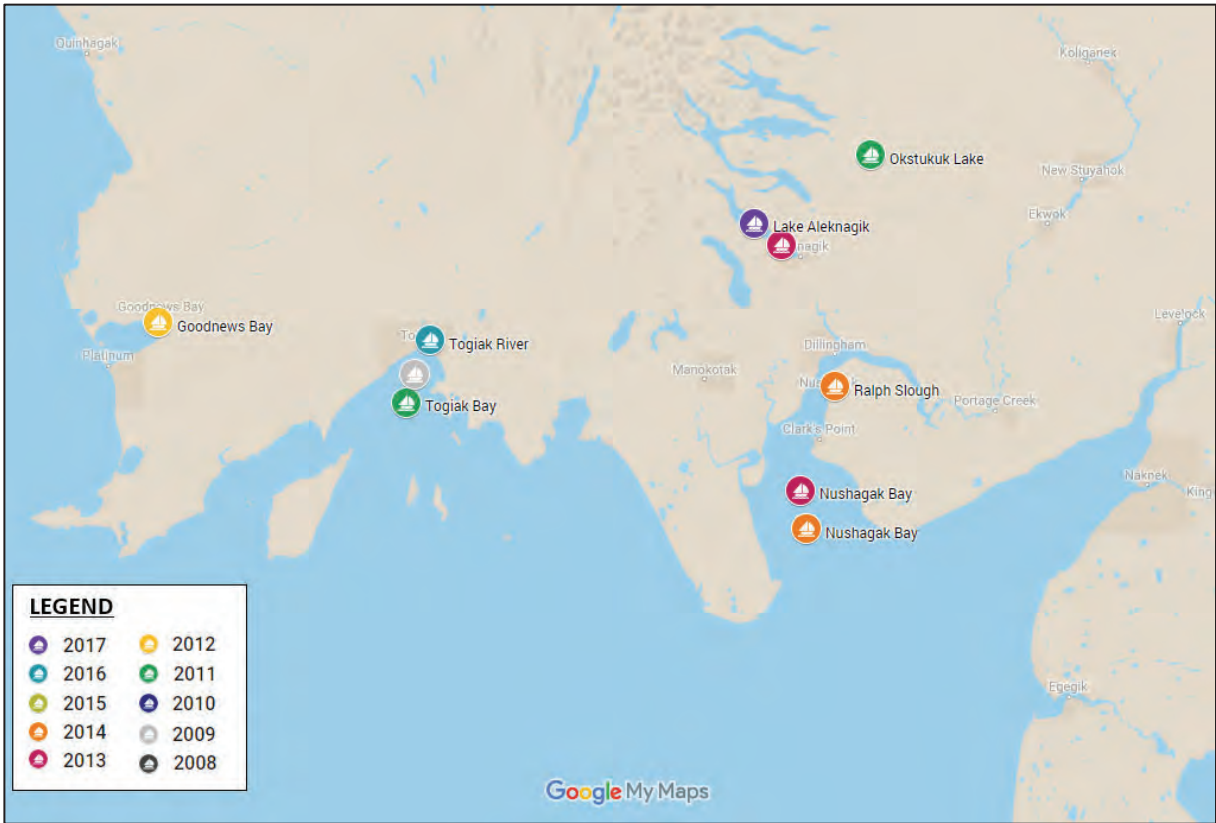 Quinhagak
Koliganek
Okstukuk Lake
New Stuyahok
Ekwok
Lake Aleknagik
nagik
Goodnews Bay
Goodnews Bay
Levelock
Togiak River
Dillingham
Platinum
Manokotak
Ralph Slough
Togiak Bay
Portage Creek
Clark's Point
Naknek
King
Nushagak Bay
Nushagak Bay
LEGEND
2017 2012
2016 2011
2015 2010
2014 2009
2013 2008
Egegik
Google My Maps